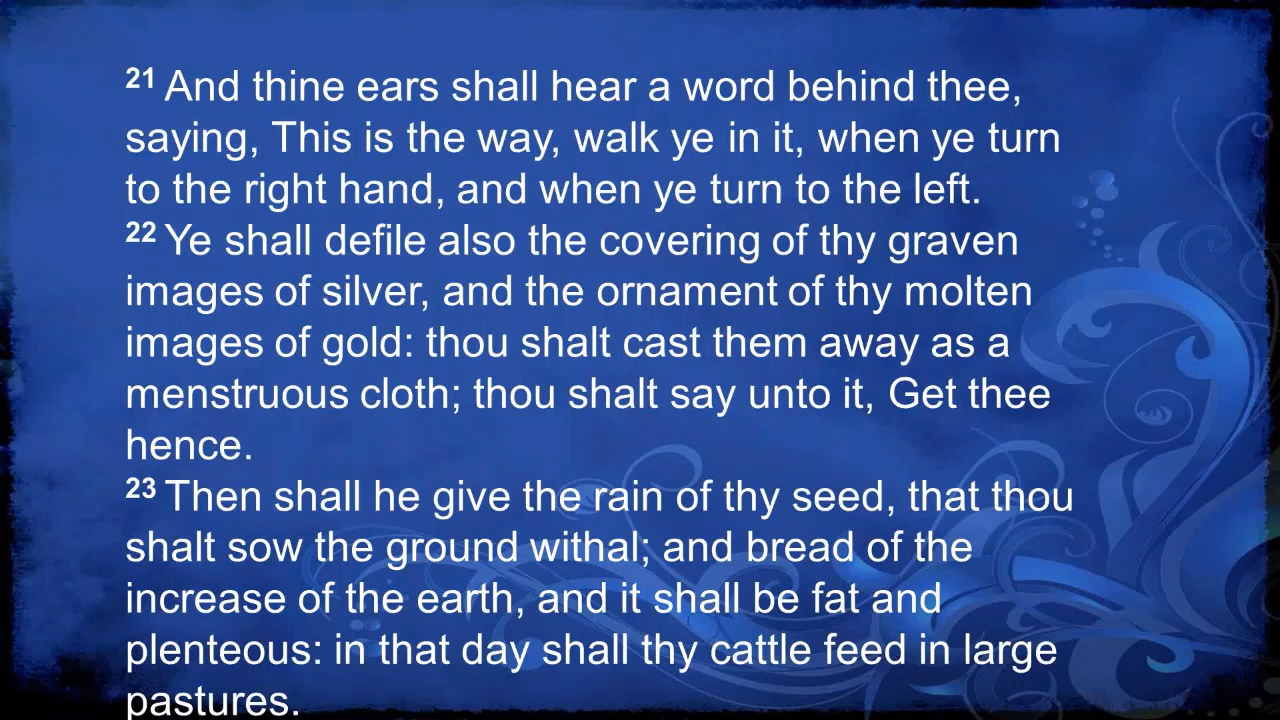 21 And thine ears shall hear a word behind thee,
saying, This is the way, walk ye in it, when ye turn
to the right hand, and when ye turn to the left.
22 Ye shall defile also the covering of thy graven
images of silver, and the ornament of thy molten
images of gold: thou shalt cast them away as a
menstruous cloth; thou shalt say unto it, Get thee
hence.
23 Then shall he give the rain of thy seed, that thou
shalt sow the ground withal; and bread of the
increase of the earth, and it shall be fat and
plenteous: in that day shall thy cattle feed in large
pastures.